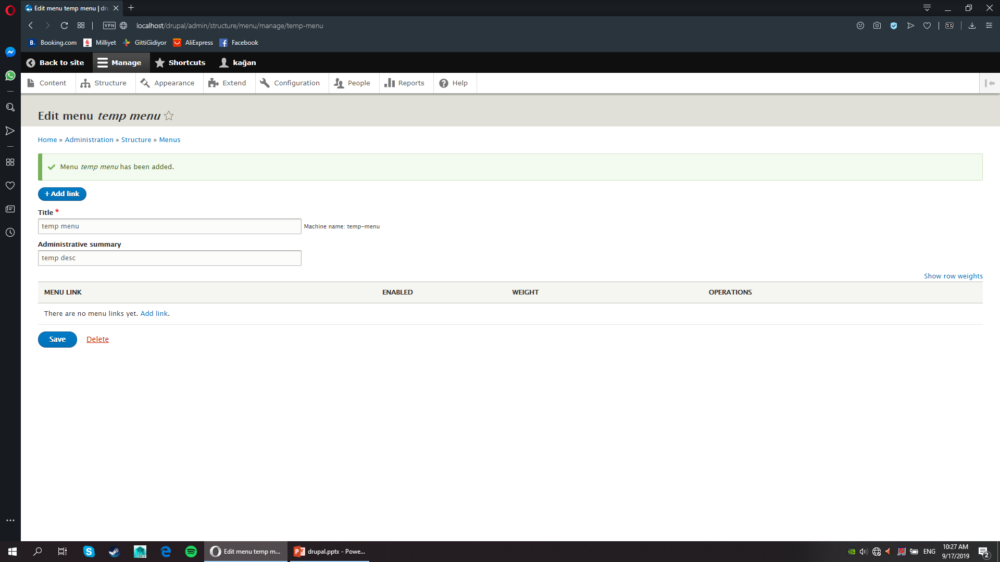 Edit menu temp menu | dru
VPN
localhost/drupal/admin/structure/menu/manage/temp-menu
B. Booking.com Milliyet GittiGidiyor AliExpress Facebook
Back to site Manage Shortcuts kağan
Content Structure Appearance Extend Configuration People Reports Help
Edit menu temp menu
Home » Administration » Structure » Menus
Menu temp menu has been added.
+ Add link
Title *
temp menu Machine name: temp-menu
Administrative summary
temp desc
Show row weights
MENU LINK ENABLED WEIGHT OPERATIONS
There are no menu links yet. Add link.
Save Delete
Edit menu temp m... drupal.pptx - Powe... ENG 10:27 AM
9/17/2019 2